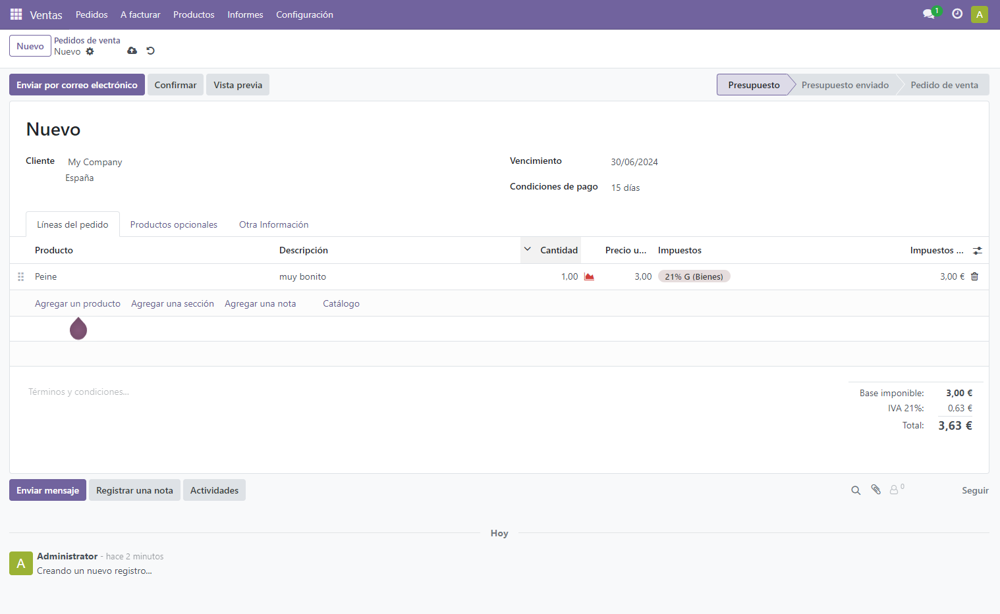 Ventas Pedidos A facturar Productos Informes Configuración 1 A
Nuevo Pedidos de venta
Nuevo
Enviar por correo electrónico Confirmar Vista previa Presupuesto Presupuesto enviado Pedido de venta
Nuevo
Cliente My Company Vencimiento 30/06/2024
España
Condiciones de pago 15 días
Líneas del pedido Productos opcionales Otra Información
Producto Descripción Cantidad Precio u... Impuestos Impuestos ...
Peine muy bonito 1,00 3,00 21% G (Bienes) 3,00 €
Agregar un producto Agregar una sección Agregar una nota Catálogo
Términos y condiciones... Base imponible: 3,00 €
IVA 21%: 0,63 €
Total: 3,63 €
Enviar mensaje Registrar una nota Actividades 0 Seguir
Hoy
A Administrator - hace 2 minutos
Creando un nuevo registro...